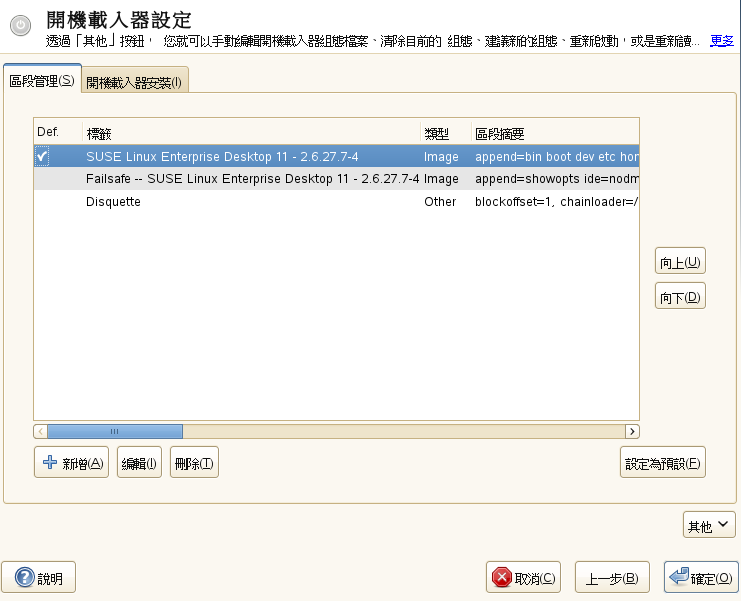 開機載入器設定
透過「其他」按鈕， 您就可以手動編輯開機載入器組態檔案、清除目前的 組態、建議新的組態、重新啟動，或是重新讀... 更多
區段管理(S) 開機載入器安裝(I)
Def. 標籤 類型 區段摘要
SUSE Linux Enterprise Desktop 11 - 2.6.27.7-4 Image append=bin boot dev etc hor
Failsafe -- SUSE Linux Enterprise Desktop 11 - 2.6.27.7-4 Image append=showopts ide=nodm
Disquette Other blockoffset=1, chainloader=/
向上(U)
向下(D)
新增(A) 編輯(I) 刪除(T) 設定為預設(F)
其他
說明 取消(C) 上一步(B) 確定(O)